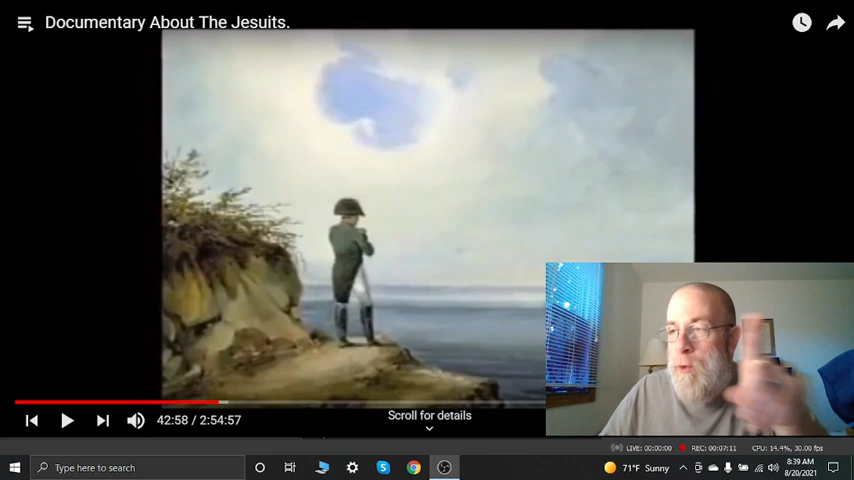 Documentary About The Jesuits.
42:58 / 2:54:57
Scroll for details
LIVE: 00:00:00
REC: 00:07:11
CPU: 14.4%, 30.00 fps
Type here to search
71°F Sunny
8:39 AM
8/20/2021